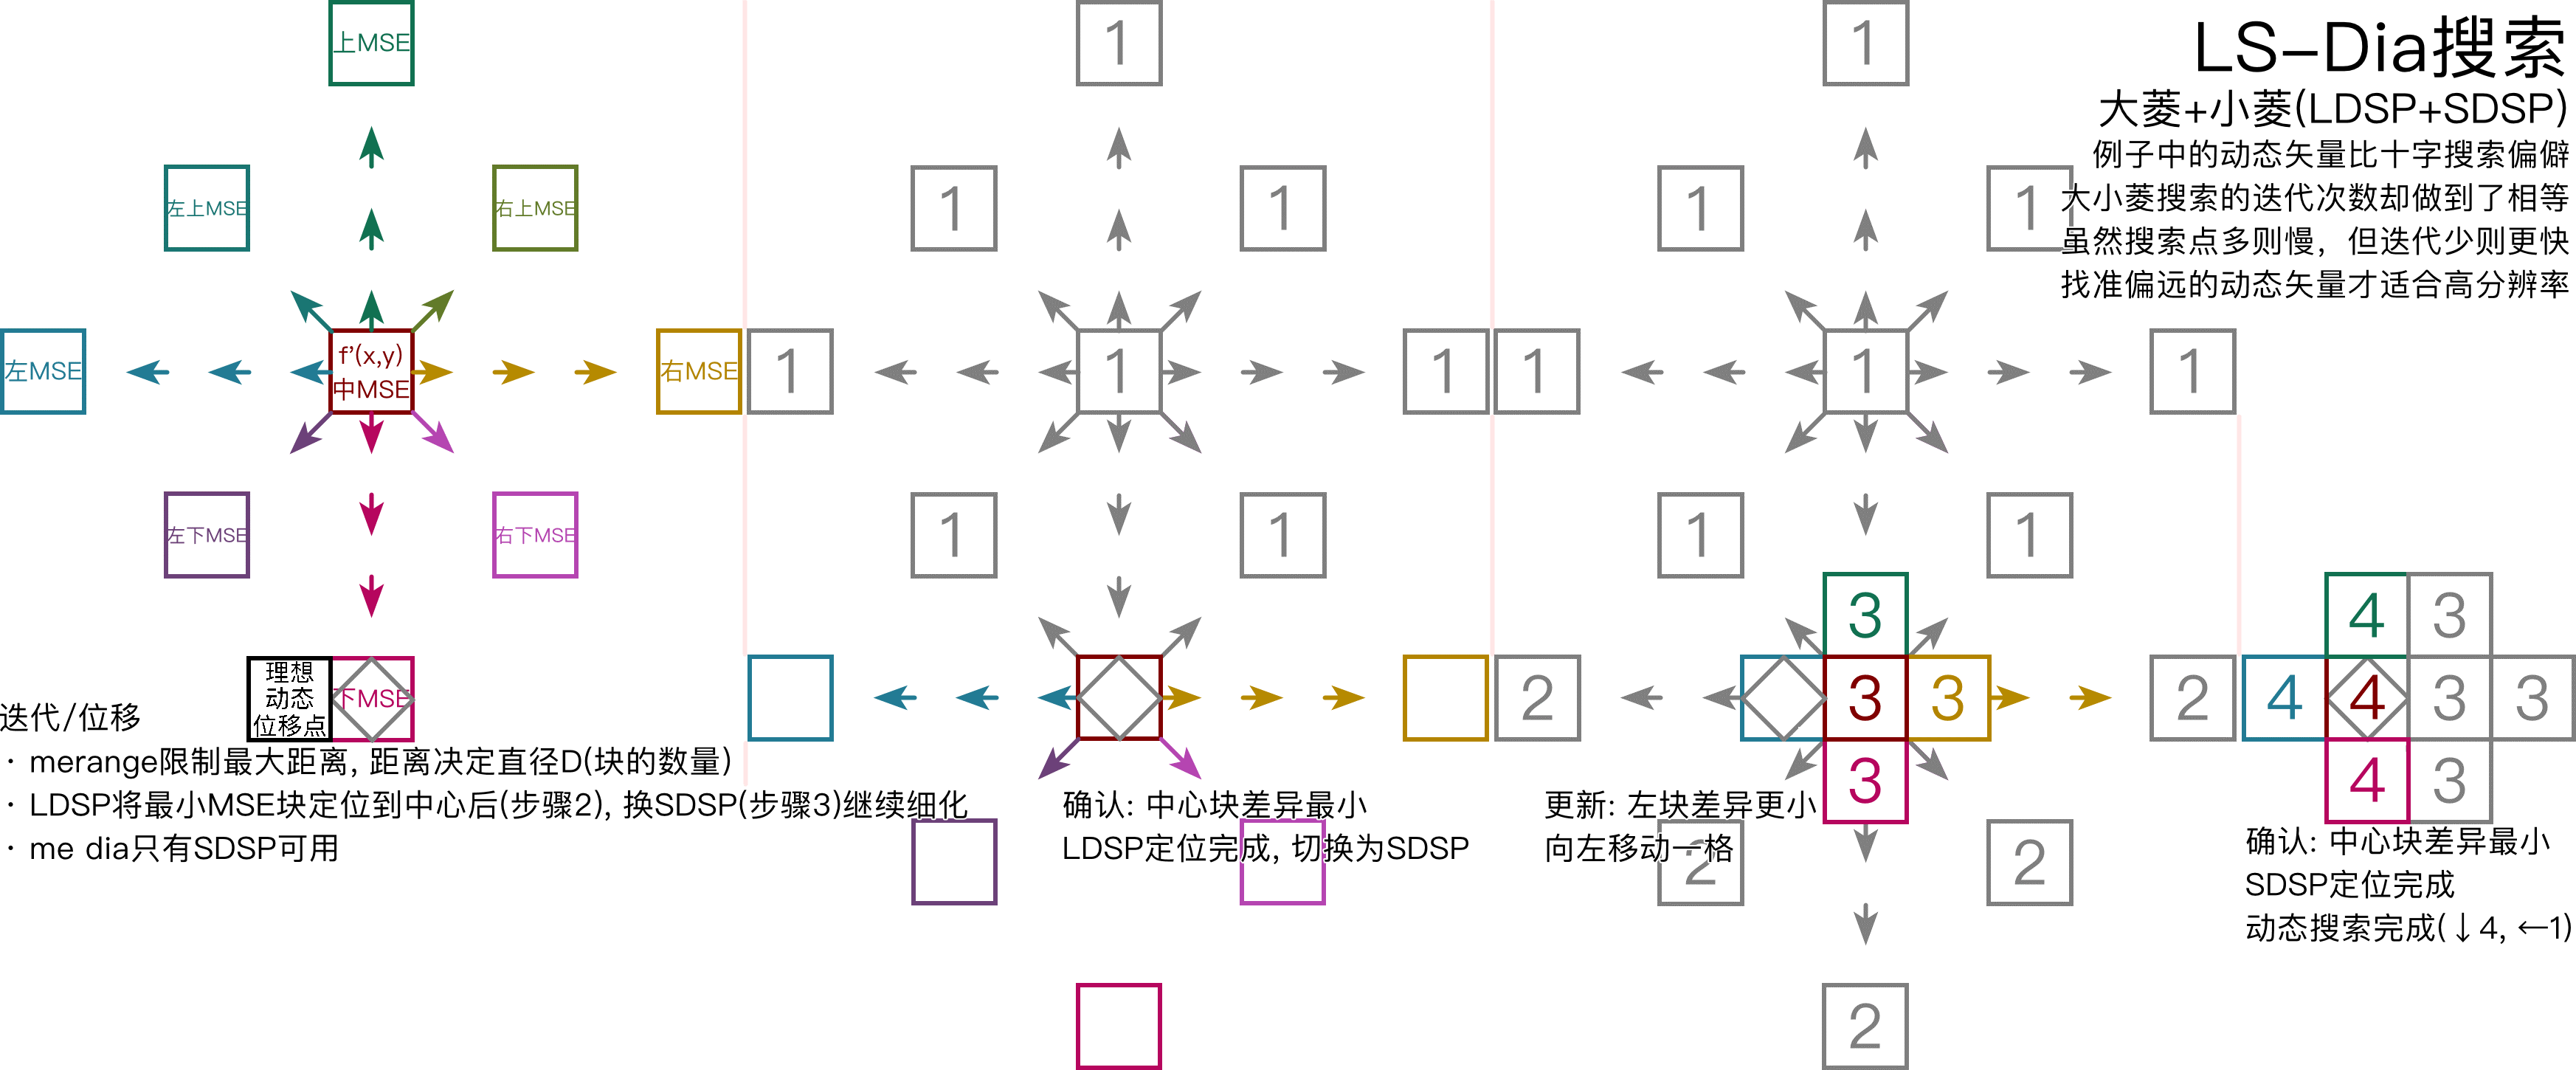 LS-Dia搜索
大菱+小菱(LDSP+SDSP)
例子中的动态矢量比十字搜索偏僻
大小菱搜索的迭代次数却做到了相等
虽然搜索点多则慢，但迭代少则更快
找准偏远的动态矢量才适合高分辨率
上MSE
左上MSE
右上MSE
左MSE
f'(x,y)
中MSE
右MSE
左下MSE
右下MSE
理想
动态
位移点
下MSE
迭代/位移
· merange限制最大距离, 距离决定直径D(块的数量)
· LDSP将最小MSE块定位到中心后(步骤2), 换SDSP(步骤3)继续细化
· me dia只有SDSP可用
1
1 1
1 1 1
1 1
确认: 中心块差异最小
LDSP定位完成, 切换为SDSP
1
1 1
1 1 1
1 1
3
2 3 3 2
3
更新: 左块差异更小
向左移动一格
2 2
2
4 3
4 4 3 3
4 3
确认: 中心块差异最小
SDSP定位完成
动态搜索完成(↓4, ←1)